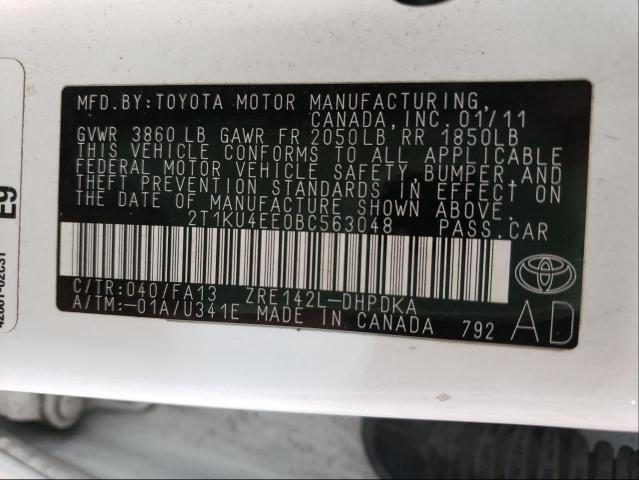 MFD.BY:TOYOTA MOTOR MANUFACTURING,
CANADA, INC. 01/11
GVWR 3860 LB GAWR FR 2050LB RR 1850LB
THIS VEHICLE CONFORMS TO ALL APPLICABLE
FEDERAL MOTOR VEHICLE SAFETY, BUMPER, AND
THEFT PREVENTION STANDARDS IN EFFECT ON
THE DATE OF MANUFACTURE SHOWN ABOVE.
2T1KU4EE0BC563048 PASS.CAR
C/TR:040/FA13 ZRE142L-DHPDKA
A/TM:-01A/U341E MADE IN CANADA 792
AD
E9